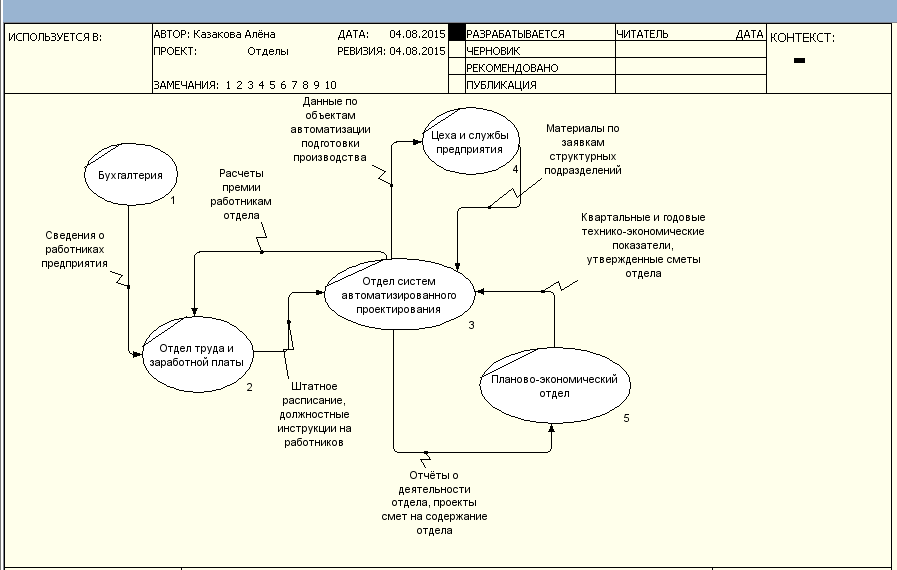 ИСПОЛЬЗУЕТСЯ В:
АВТОР: Казакова Алёна
ДАТА: 04.08.2015
ПРОЕКТ: Отделы
РЕВИЗИЯ: 04.08.2015
ЗАМЕЧАНИЯ: 1 2 3 4 5 6 7 8 9 10
РАЗРАБАТЫВАЕТСЯ
ЧЕРНОВИК
РЕКОМЕНДОВАНО
ПУБЛИКАЦИЯ
ЧИТАТЕЛЬ
ДАТА
КОНТЕКСТ:
Данные по
объектам
автоматизации
подготовки
производства
Цеха и службы
предприятия
4
Материалы по
заявкам
структурных
подразделений
Бухгалтерия
1
Расчеты
премии
работникам
отдела
Сведения о
работниках
предприятия
Квартальные и годовые
технико-экономические
показатели,
утвержденные сметы
отдела
Отдел систем
автоматизированного
проектирования
3
Отдел труда и
заработной платы
2
Штатное
расписание,
должностные
инструкции на
работников
Планово-экономический
отдел
5
Отчёты о
деятельности
отдела, проекты
смет на содержание
отдела